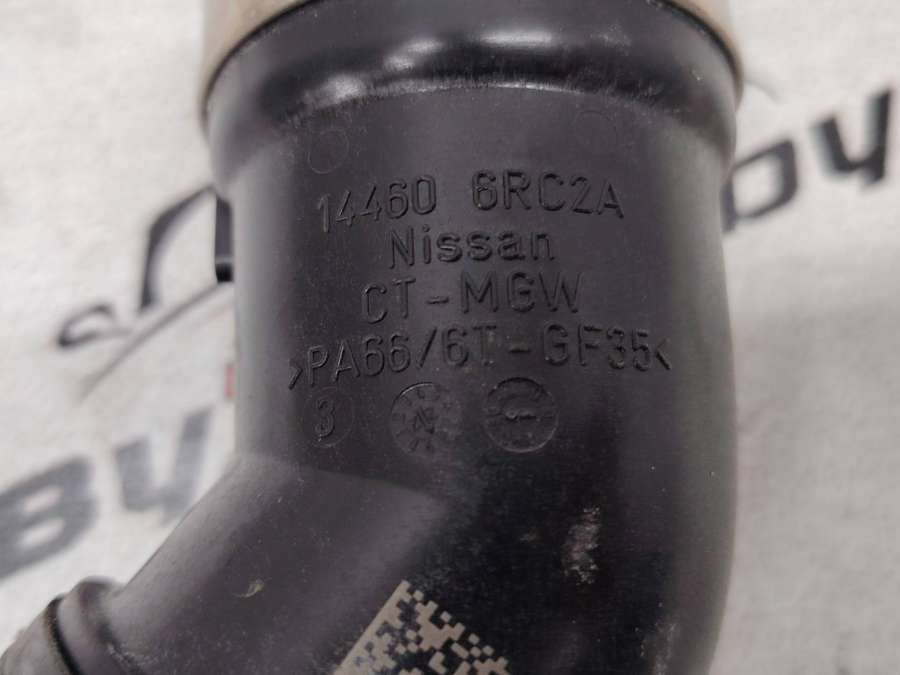 14460 6RC2A
Nissan
CT-MGW
>PA66/6T-GF35<
3